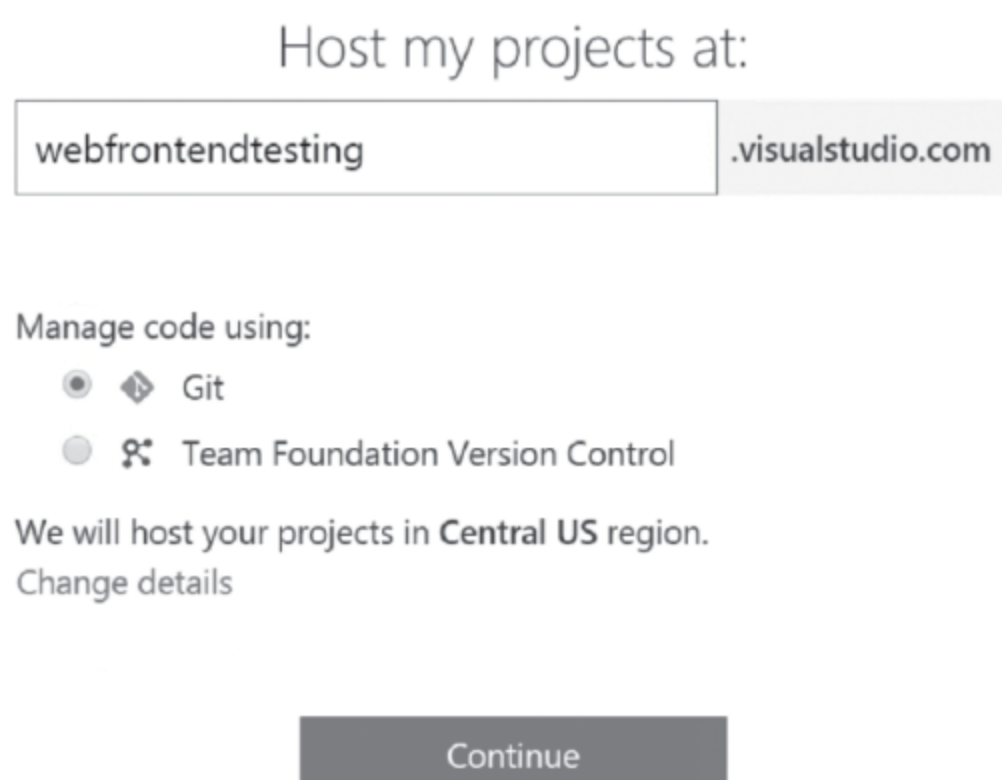 Host my projects at:
webfrontendtesting .visualstudio.com
Manage code using:
Git
Team Foundation Version Control
We will host your projects in Central US region.
Change details
Continue